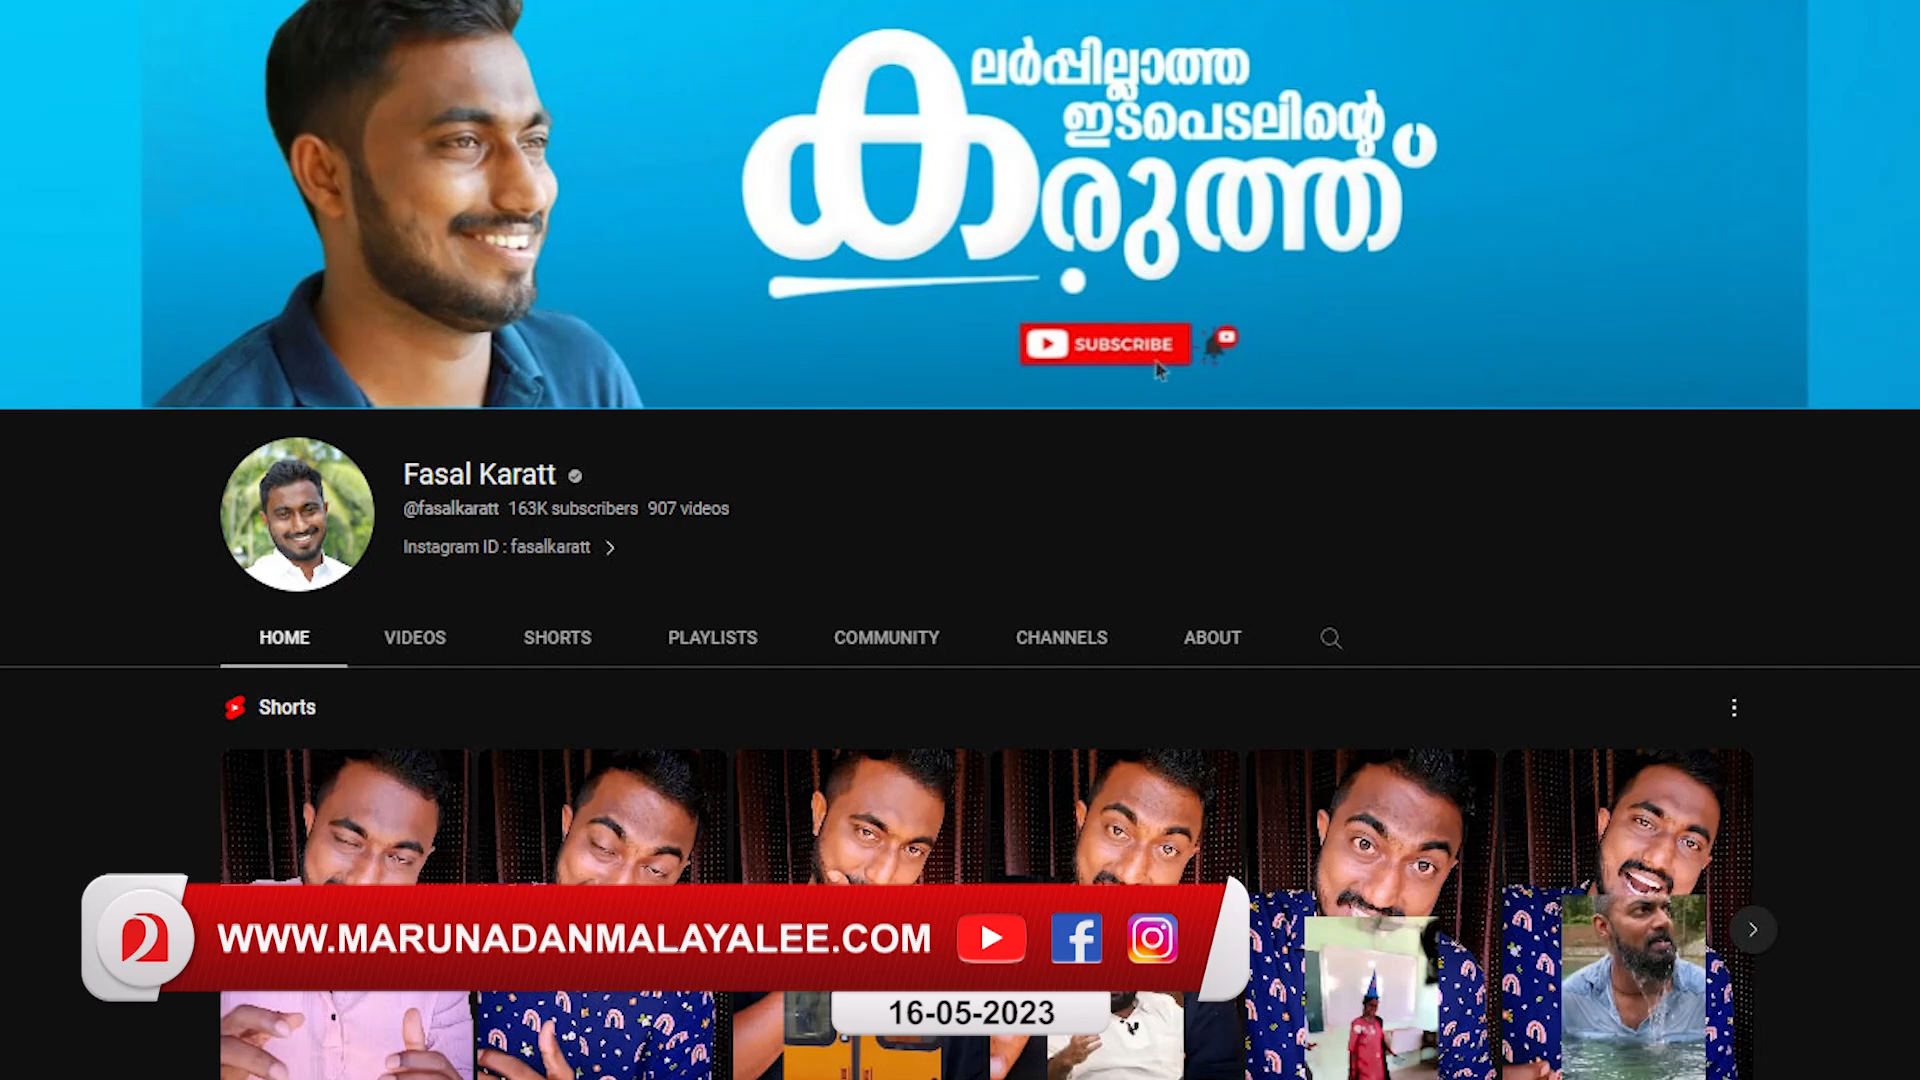 ലർപ്പില്ലാത്ത
ഇടപെടലിന്റെ
കരുത്ത്
SUBSCRIBE
Fasal Karatt
@fasalkaratt 163K subscribers 907 videos
Instagram ID : fasalkaratt
HOME VIDEOS SHORTS PLAYLISTS COMMUNITY CHANNELS ABOUT
Shorts
WWW.MARUNADANMALAYALEE.COM
16-05-2023